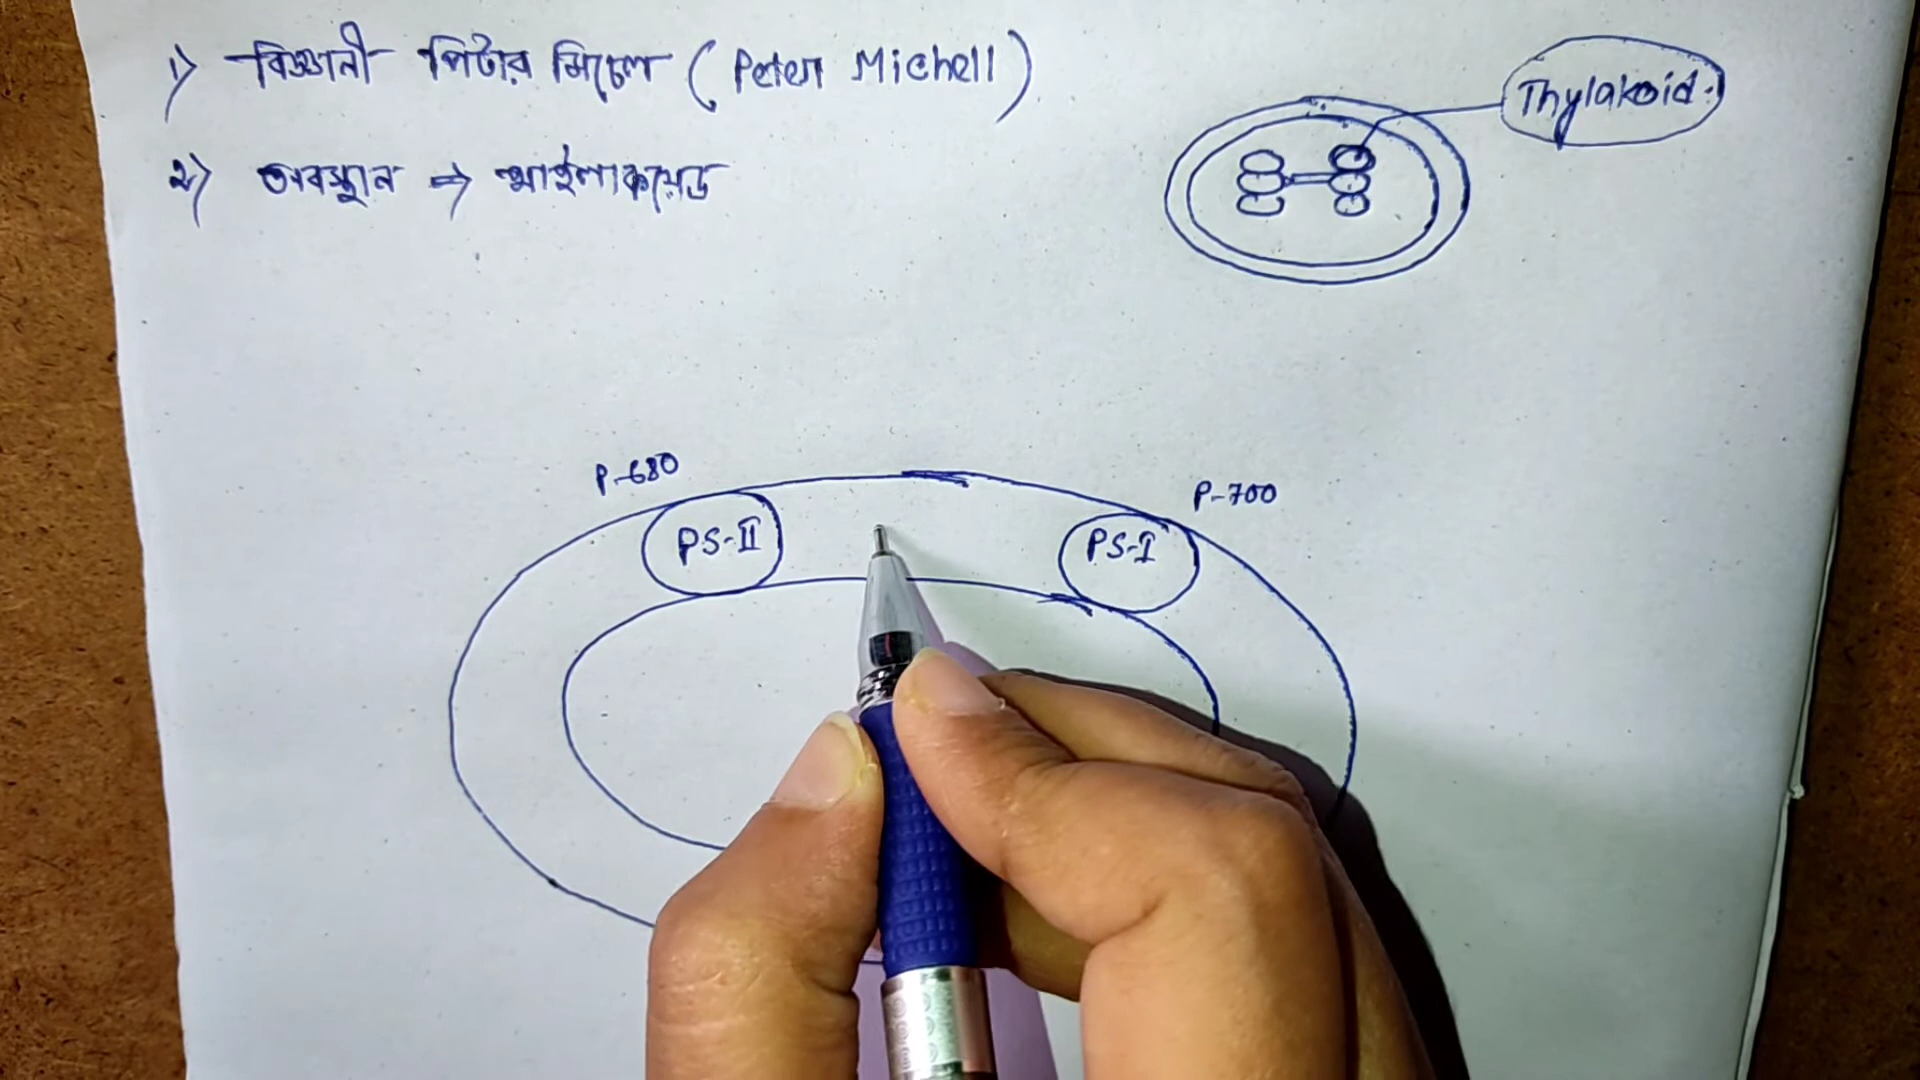 ১) বিজ্ঞানী পিটার মিচেল (Peter Michell)
Thylakoid.
২) অবস্থান ⇒ থাইলাকয়েড
P-680
P-700
PS-II
PS-I